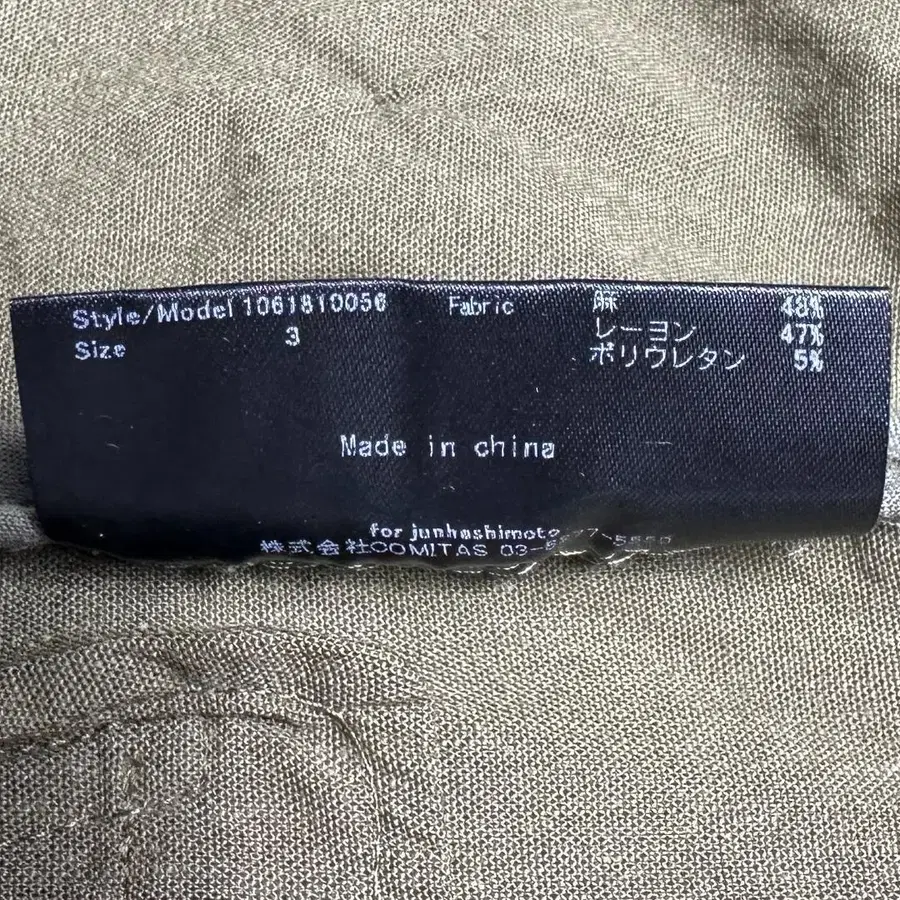 Style/Model 1061810056 Fabric 麻 48%
Size 3 レーヨン 47%
ポリウレタン 5%
Made in china
for junhashimoto
株式会社COMITAS